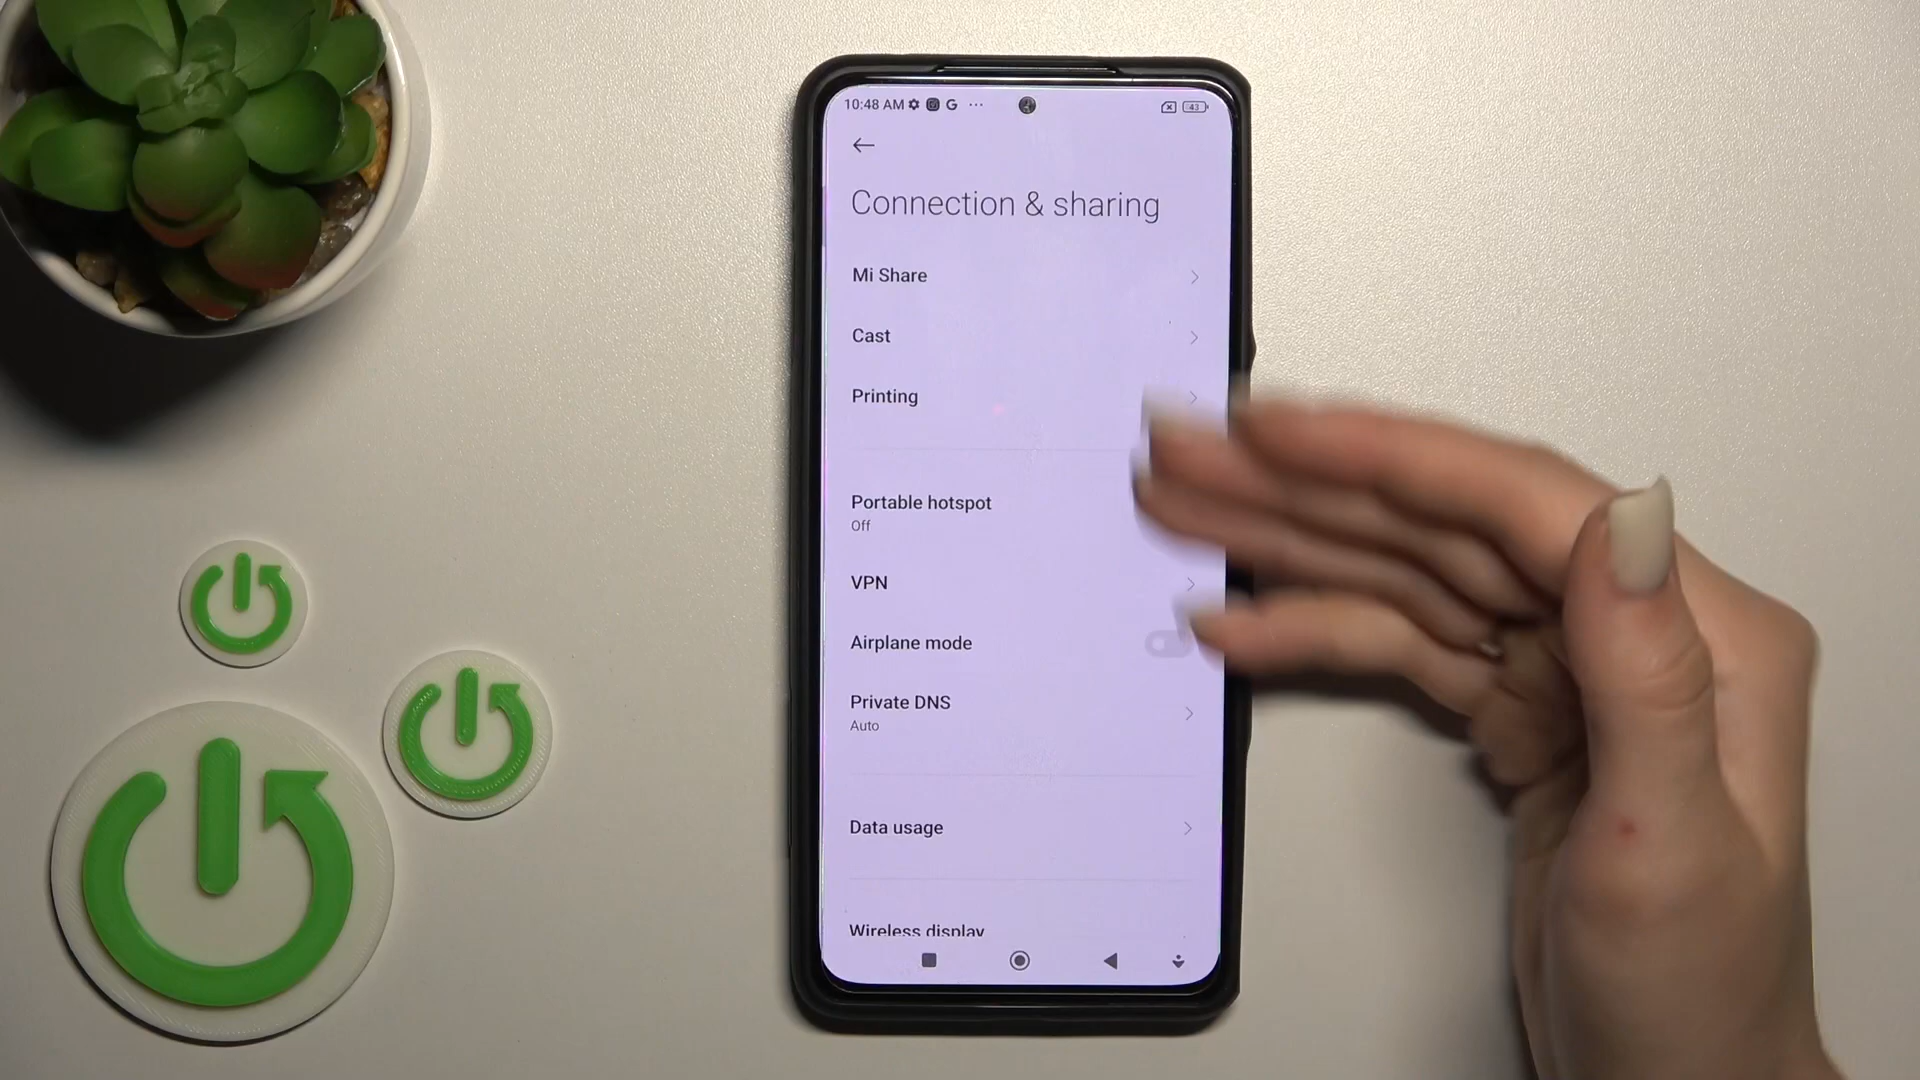 10:48 AM G ... 43
Connection & sharing
Mi Share
Cast
Printing
Portable hotspot
Off
VPN
Airplane mode
Private DNS
Auto
Data usage
Wireless display